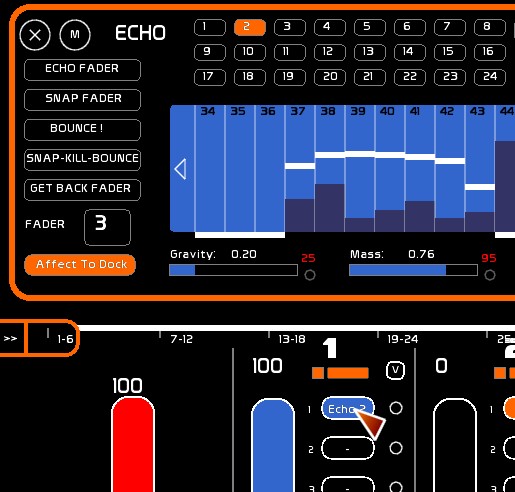 M ECHO 1 2 3 4 5 6 7 8
9 10 11 12 13 14 15 16
17 18 19 20 21 22 23 24
ECHO FADER
SNAP FADER
BOUNCE !
SNAP-KILL-BOUNCE
GET BACK FADER
FADER 3
Affect To Dock
34 35 36 37 38 39 40 41 42 43 44
Gravity: 0.20 25 Mass: 0.76 95
>> 1-6 7-12 13-18 19-24
1
100 100 V 0
1 Echo 2
2 -
3 -
1
2
3